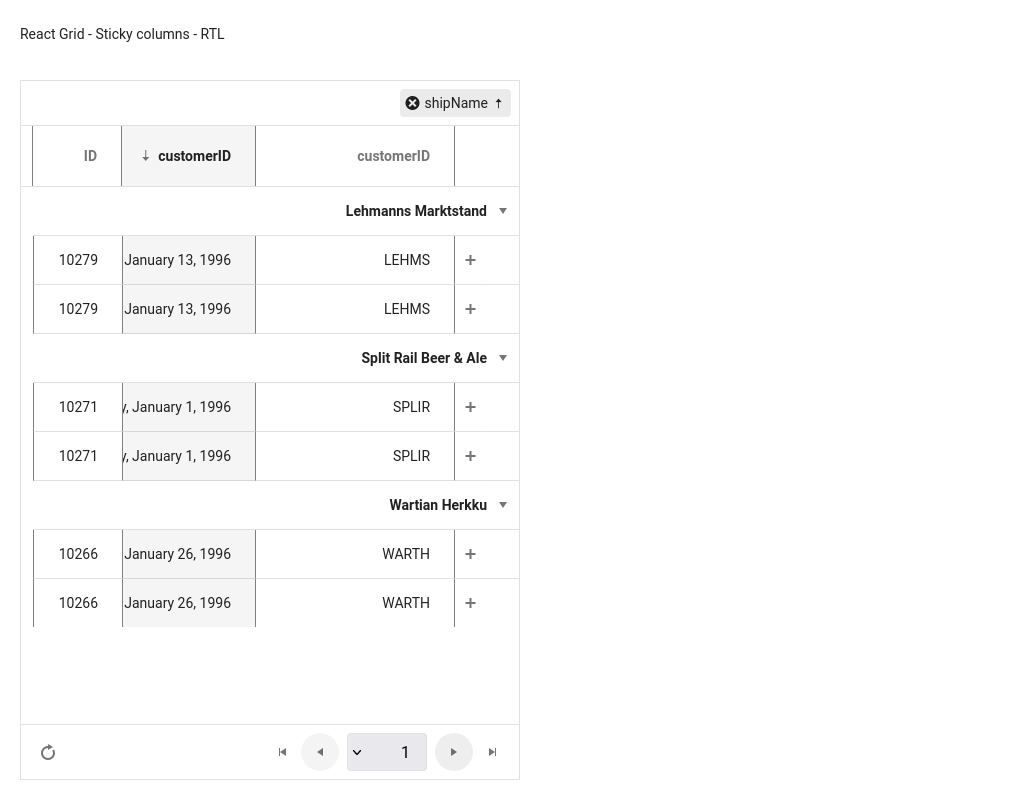 React Grid - Sticky columns - RTL
shipName
ID customerID customerID
Lehmanns Marktstand
10279 January 13, 1996 LEHMS
10279 January 13, 1996 LEHMS
Split Rail Beer & Ale
10271 y, January 1, 1996 SPLIR
10271 y, January 1, 1996 SPLIR
Wartian Herkku
10266 January 26, 1996 WARTH
10266 January 26, 1996 WARTH
1